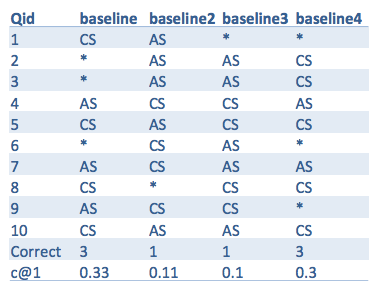 Qid baseline baseline2 baseline3 baseline4
1 CS AS * *
2 * AS AS CS
3 * AS AS CS
4 AS CS CS AS
5 CS AS CS CS
6 * CS AS *
7 AS CS AS AS
8 CS * CS CS
9 AS CS CS *
10 CS AS AS CS
Correct 3 1 1 3
c@1 0.33 0.11 0.1 0.3